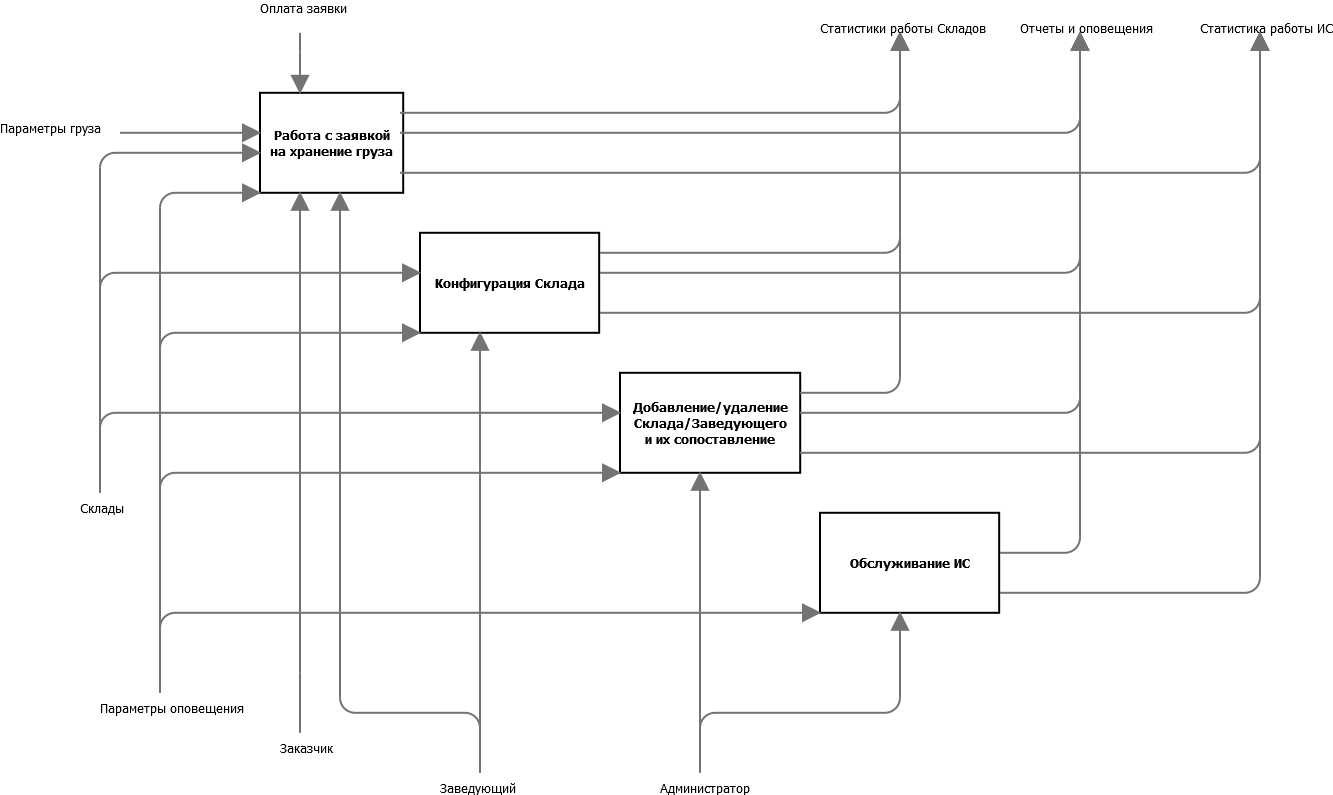 Оплата заявки
Статистики работы Складов
Отчеты и оповещения
Статистика работы ИС
Параметры груза
Работа с заявкой
на хранение груза
Конфигурация Склада
Добавление/удаление
Склада/Заведующего
и их сопоставление
Склады
Обслуживание ИС
Параметры оповещения
Заказчик
Заведующий
Администратор